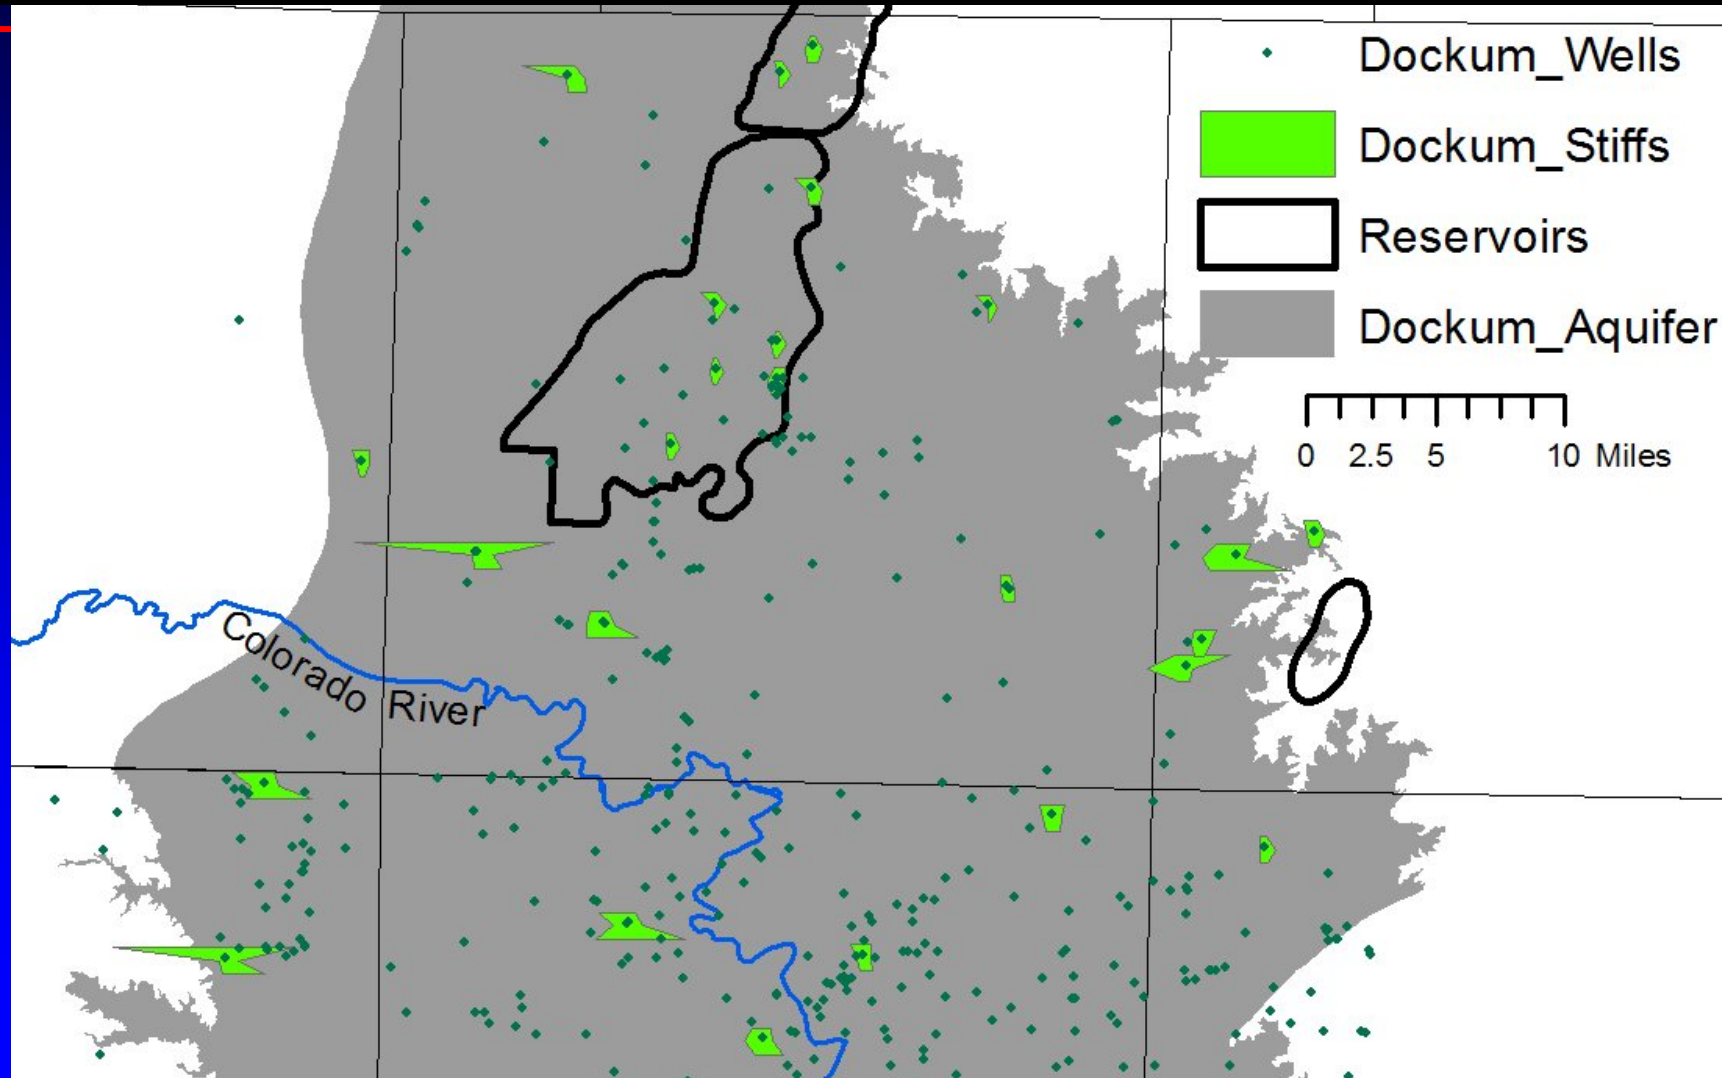 Dockum_Wells
Dockum_Stiffs
Reservoirs
Dockum_Aquifer
0 2.5 5 10 Miles
Colorado River